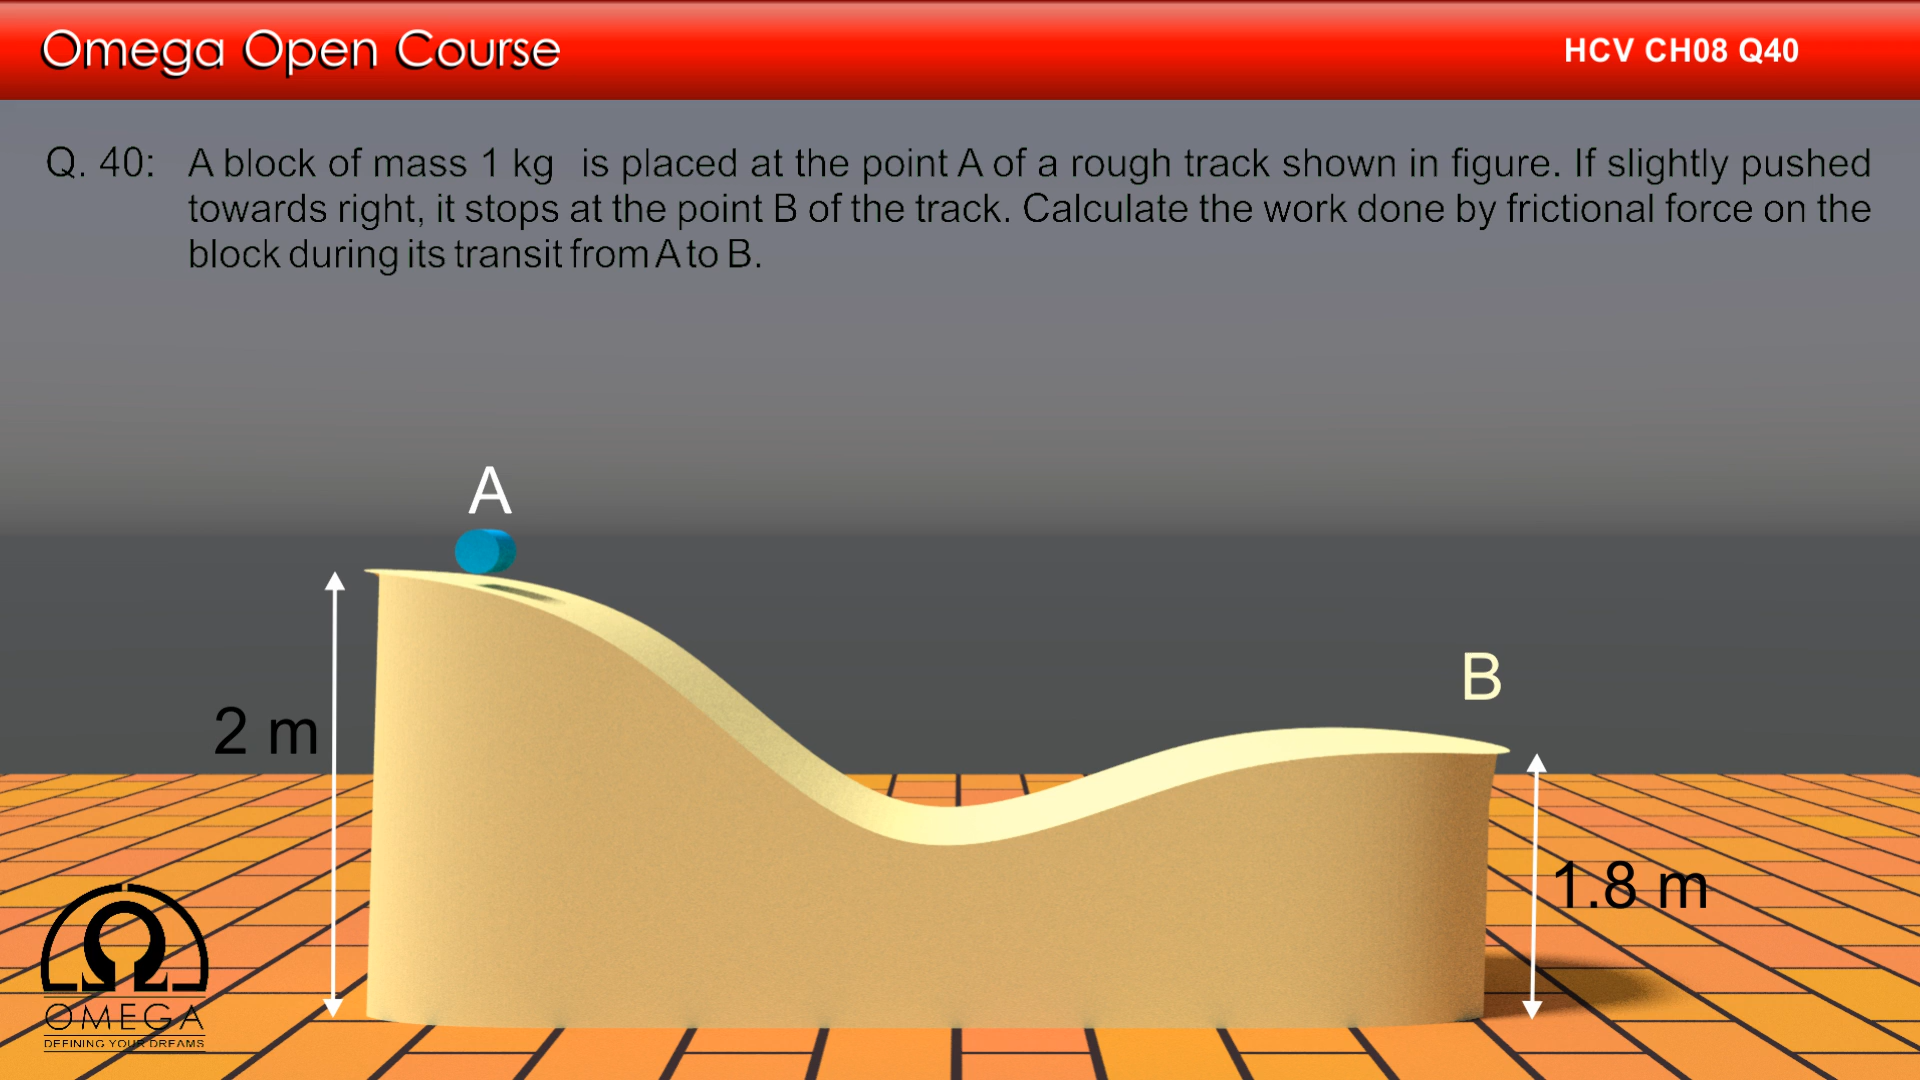 Omega Open Course
HCV CH08 Q40
Q. 40: A block of mass 1 kg is placed at the point A of a rough track shown in figure. If slightly pushed
towards right, it stops at the point B of the track. Calculate the work done by frictional force on the
block during its transit from A to B.
A
B
2 m
1.8 m
Ω
OMEGA
DEFINING YOUR DREAMS